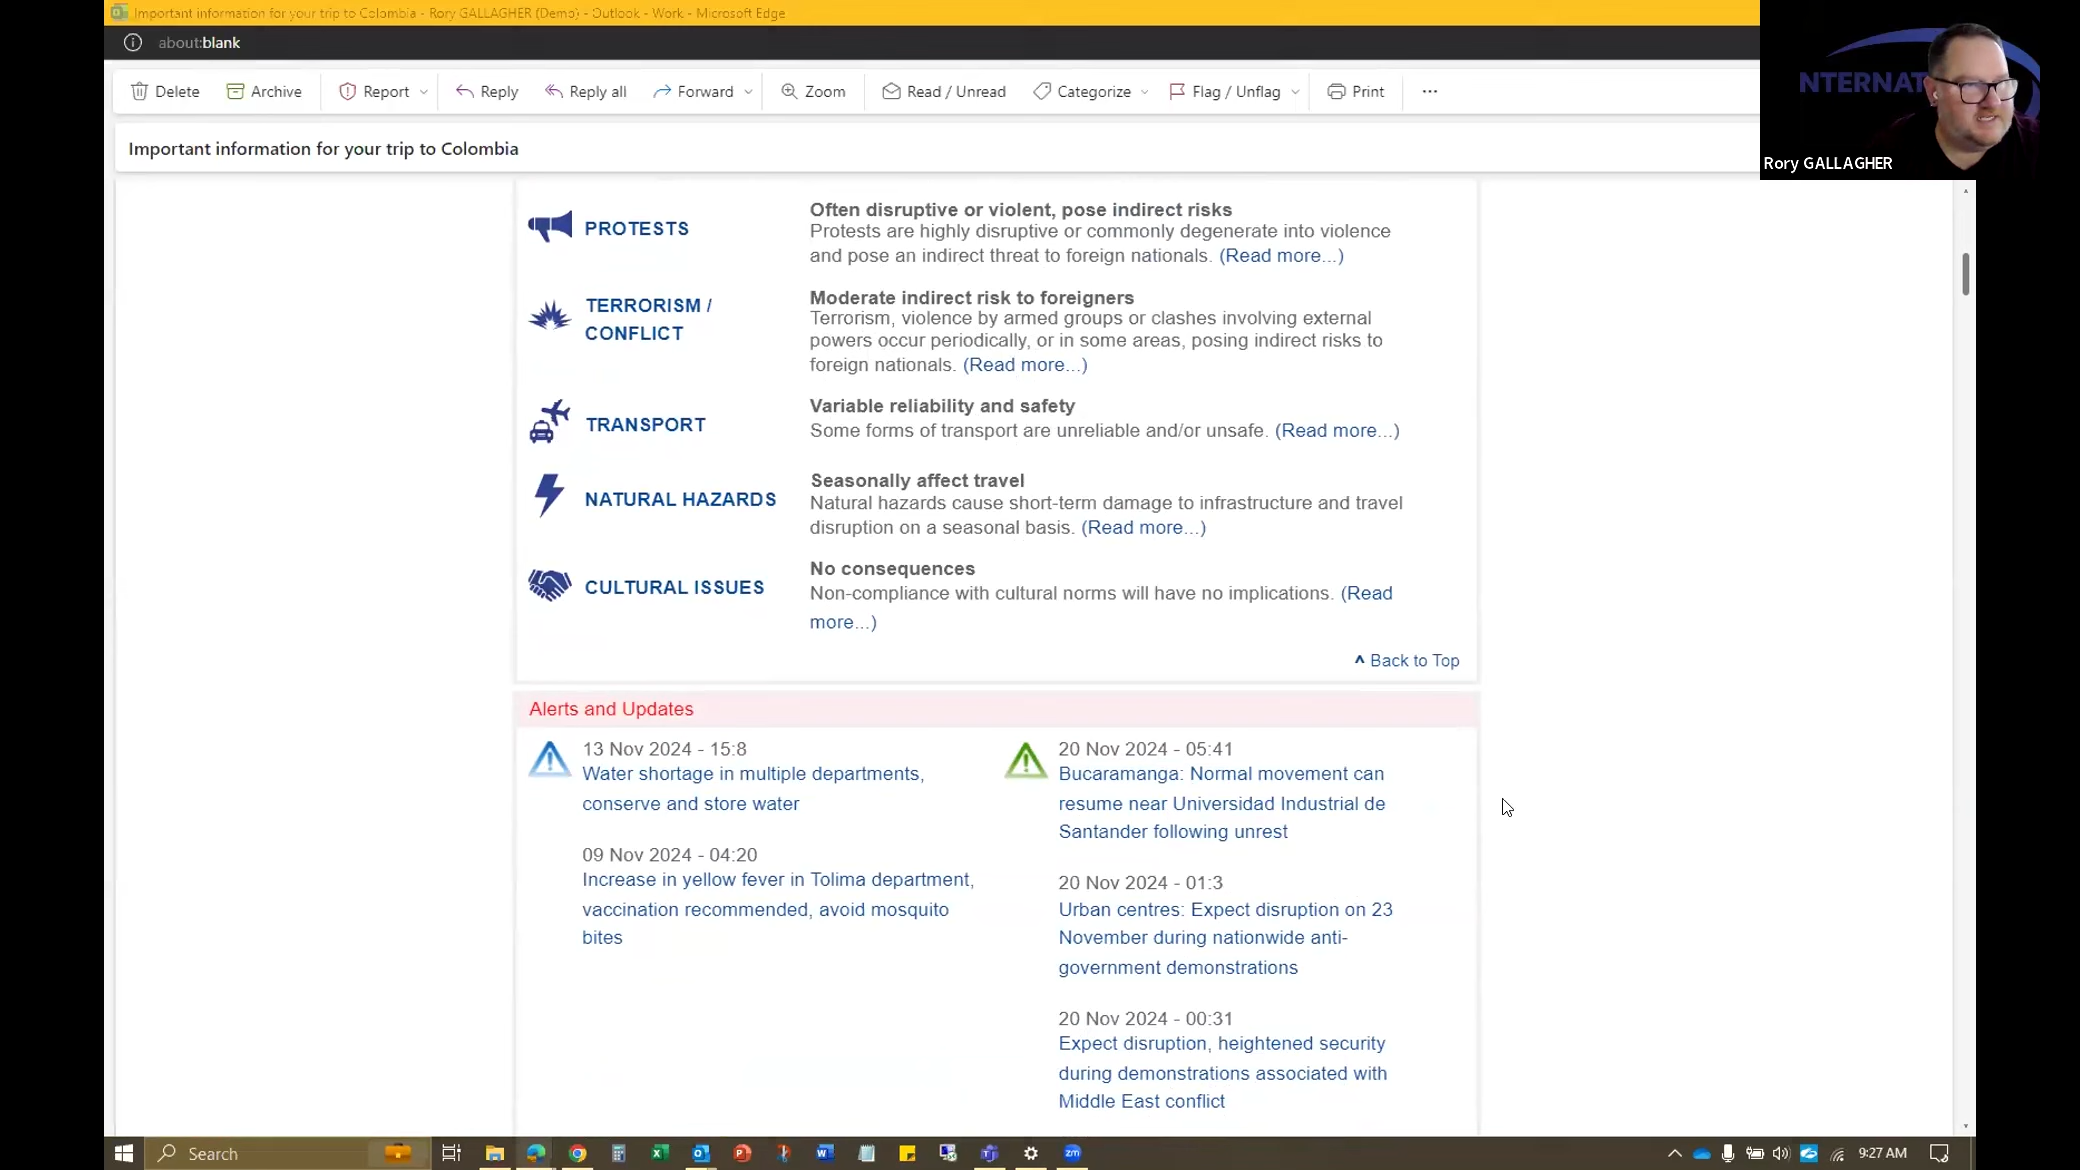 Important information for your trip to Colombia - Rory GALLAGHER (Demo) - Outlook - Work - Microsoft Edge
about:blank
NTERNAT
Rory GALLAGHER
Delete Archive Report Reply Reply all Forward Zoom Read / Unread Categorize Flag / Unflag Print ...
Important information for your trip to Colombia
PROTESTS
Often disruptive or violent, pose indirect risks
Protests are highly disruptive or commonly degenerate into violence
and pose an indirect threat to foreign nationals. (Read more...)
TERRORISM /
CONFLICT
Moderate indirect risk to foreigners
Terrorism, violence by armed groups or clashes involving external
powers occur periodically, or in some areas, posing indirect risks to
foreign nationals. (Read more...)
TRANSPORT
Variable reliability and safety
Some forms of transport are unreliable and/or unsafe. (Read more...)
NATURAL HAZARDS
Seasonally affect travel
Natural hazards cause short-term damage to infrastructure and travel
disruption on a seasonal basis. (Read more...)
CULTURAL ISSUES
No consequences
Non-compliance with cultural norms will have no implications. (Read
more...)
^ Back to Top
Alerts and Updates
13 Nov 2024 - 15:8
Water shortage in multiple departments,
conserve and store water
09 Nov 2024 - 04:20
Increase in yellow fever in Tolima department,
vaccination recommended, avoid mosquito
bites
20 Nov 2024 - 05:41
Bucaramanga: Normal movement can
resume near Universidad Industrial de
Santander following unrest
20 Nov 2024 - 01:3
Urban centres: Expect disruption on 23
November during nationwide anti-
government demonstrations
20 Nov 2024 - 00:31
Expect disruption, heightened security
during demonstrations associated with
Middle East conflict
Search
zm
9:27 AM